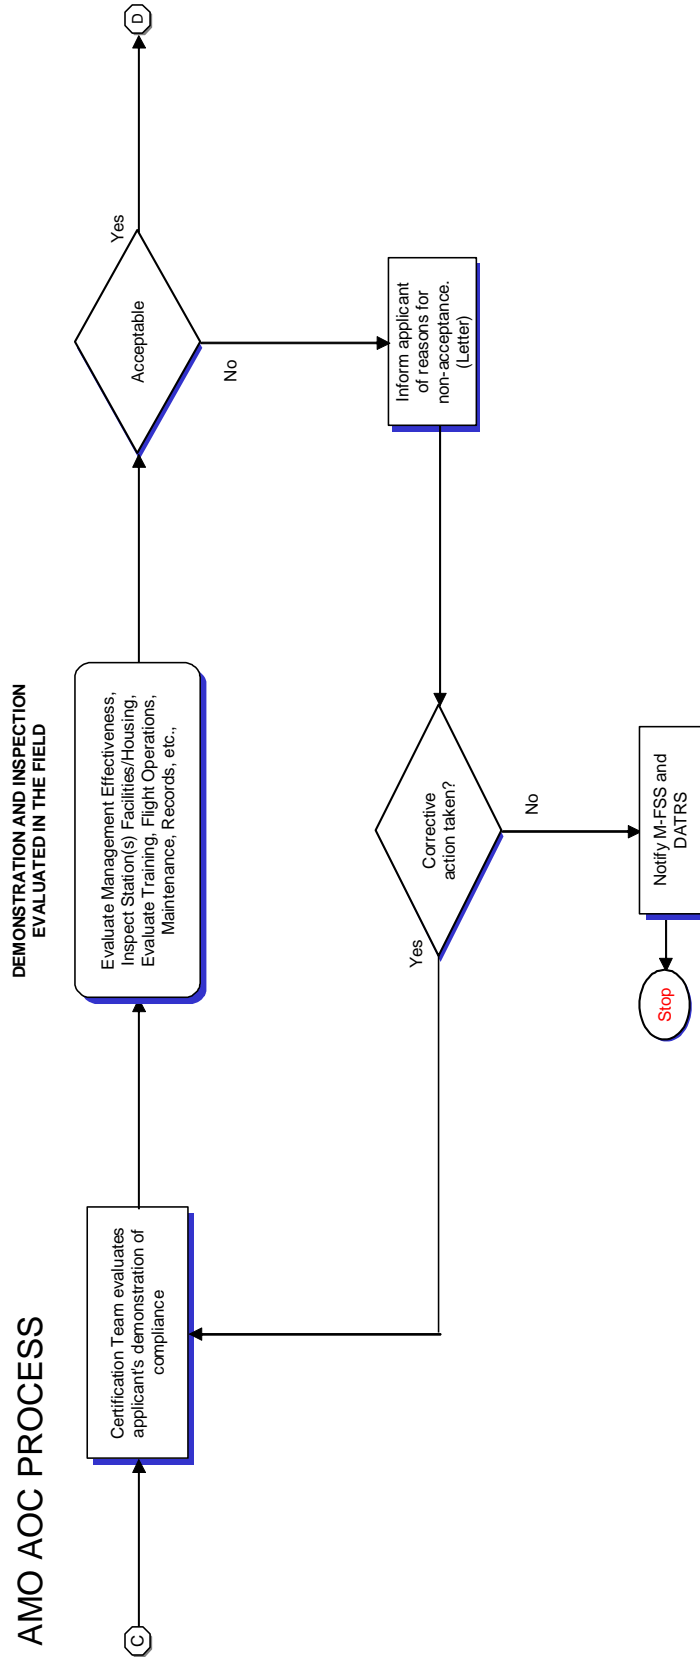 AMO AOC PROCESS
DEMONSTRATION AND INSPECTION
EVALUATED IN THE FIELD
C
Certification Team evaluates
applicant's demonstration of
compliance
Evaluate Management Effectiveness,
Inspect Station(s) Facilities/Housing,
Evaluate Training, Flight Operations,
Maintenance, Records, etc.,
Acceptable
Yes
D
No
Inform applicant
of reasons for
non-acceptance.
(Letter)
Corrective
action taken?
Yes
No
Notify M-FSS and
DATRS
Stop